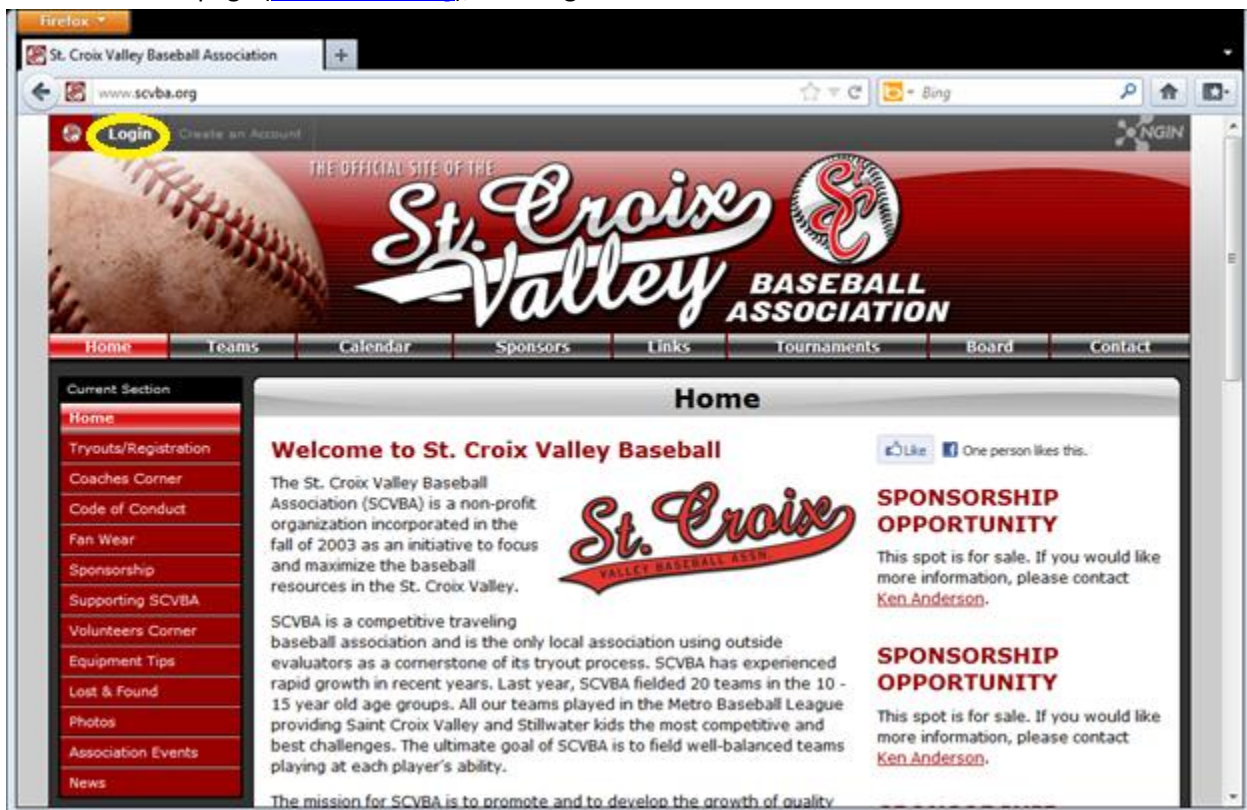 Firefox
St. Croix Valley Baseball Association
www.scvba.org
Bing
Login Create an Account
NGIN
THE OFFICIAL SITE OF THE
St. Croix
Valley
BASEBALL
ASSOCIATION
SC
Home Teams Calendar Sponsors Links Tournaments Board Contact
Current Section
Home
Tryouts/Registration
Coaches Corner
Code of Conduct
Fan Wear
Sponsorship
Supporting SCVBA
Volunteers Corner
Equipment Tips
Lost & Found
Photos
Association Events
News
Home
Welcome to St. Croix Valley Baseball
The St. Croix Valley Baseball
Association (SCVBA) is a non-profit
organization incorporated in the
fall of 2003 as an initiative to focus
and maximize the baseball
resources in the St. Croix Valley.
St. Croix
VALLEY BASEBALL ASSN.
SCVBA is a competitive traveling
baseball association and is the only local association using outside
evaluators as a cornerstone of its tryout process. SCVBA has experienced
rapid growth in recent years. Last year, SCVBA fielded 20 teams in the 10 -
15 year old age groups. All our teams played in the Metro Baseball League
providing Saint Croix Valley and Stillwater kids the most competitive and
best challenges. The ultimate goal of SCVBA is to field well-balanced teams
playing at each player's ability.
The mission for SCVBA is to promote and to develop the growth of quality
Like One person likes this.
SPONSORSHIP
OPPORTUNITY
This spot is for sale. If you would like
more information, please contact
Ken Anderson.
SPONSORSHIP
OPPORTUNITY
This spot is for sale. If you would like
more information, please contact
Ken Anderson.